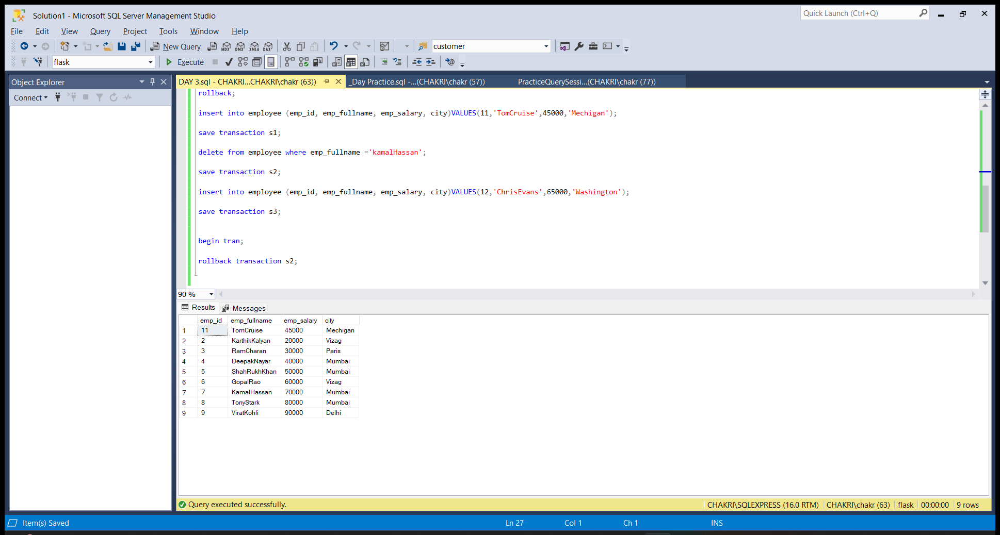 Solution1 - Microsoft SQL Server Management Studio
Quick Launch (Ctrl+Q)
File Edit View Query Project Tools Window Help
New Query MDX DMX XMLA DAX customer
flask Execute
Object Explorer
Connect
DAY 3.sql - CHAKRI...CHAKRI\chakr (63)) _Day Practice.sql -...(CHAKRI\chakr (57)) PracticeQuerySessi...(CHAKRI\chakr (77))
rollback;
insert into employee (emp_id, emp_fullname, emp_salary, city)VALUES(11,'TomCruise',45000,'Mechigan');
save transaction s1;
delete from employee where emp_fullname ='kamalHassan';
save transaction s2;
insert into employee (emp_id, emp_fullname, emp_salary, city)VALUES(12,'ChrisEvans',65000,'Washington');
save transaction s3;
begin tran;
rollback transaction s2;
90 %
Results Messages
emp_id emp_fullname emp_salary city
1 11 TomCruise 45000 Mechigan
2 2 KarthikKalyan 20000 Vizag
3 3 RamCharan 30000 Paris
4 4 DeepakNayar 40000 Mumbai
5 5 ShahRukhKhan 50000 Mumbai
6 6 GopalRao 60000 Vizag
7 7 KamalHassan 70000 Mumbai
8 8 TonyStark 80000 Mumbai
9 9 ViratKohli 90000 Delhi
Query executed successfully. CHAKRI\SQLEXPRESS (16.0 RTM) CHAKRI\chakr (63) flask 00:00:00 9 rows
Item(s) Saved Ln 27 Col 1 Ch 1 INS